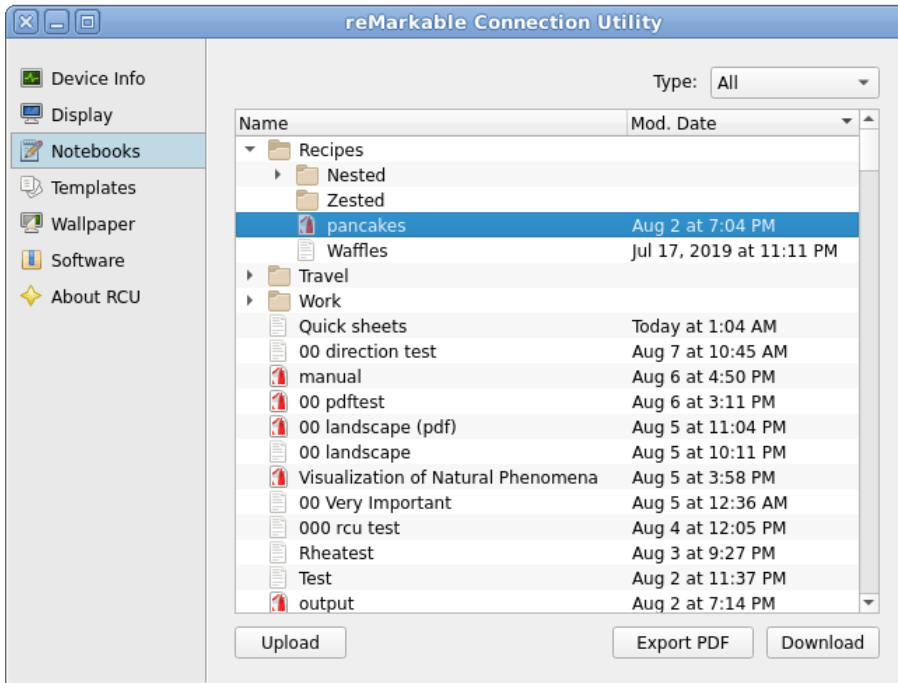 reMarkable Connection Utility
Device Info
Display
Notebooks
Templates
Wallpaper
Software
About RCU
Type: All
Name Mod. Date
Recipes
Nested
Zested
pancakes Aug 2 at 7:04 PM
Waffles Jul 17, 2019 at 11:11 PM
Travel
Work
Quick sheets Today at 1:04 AM
00 direction test Aug 7 at 10:45 AM
manual Aug 6 at 4:50 PM
00 pdftest Aug 6 at 3:11 PM
00 landscape (pdf) Aug 5 at 11:04 PM
00 landscape Aug 5 at 10:11 PM
Visualization of Natural Phenomena Aug 5 at 3:58 PM
00 Very Important Aug 5 at 12:36 AM
000 rcu test Aug 4 at 12:05 PM
Rheatest Aug 3 at 9:27 PM
Test Aug 2 at 11:37 PM
output Aug 2 at 7:14 PM
Upload Export PDF Download